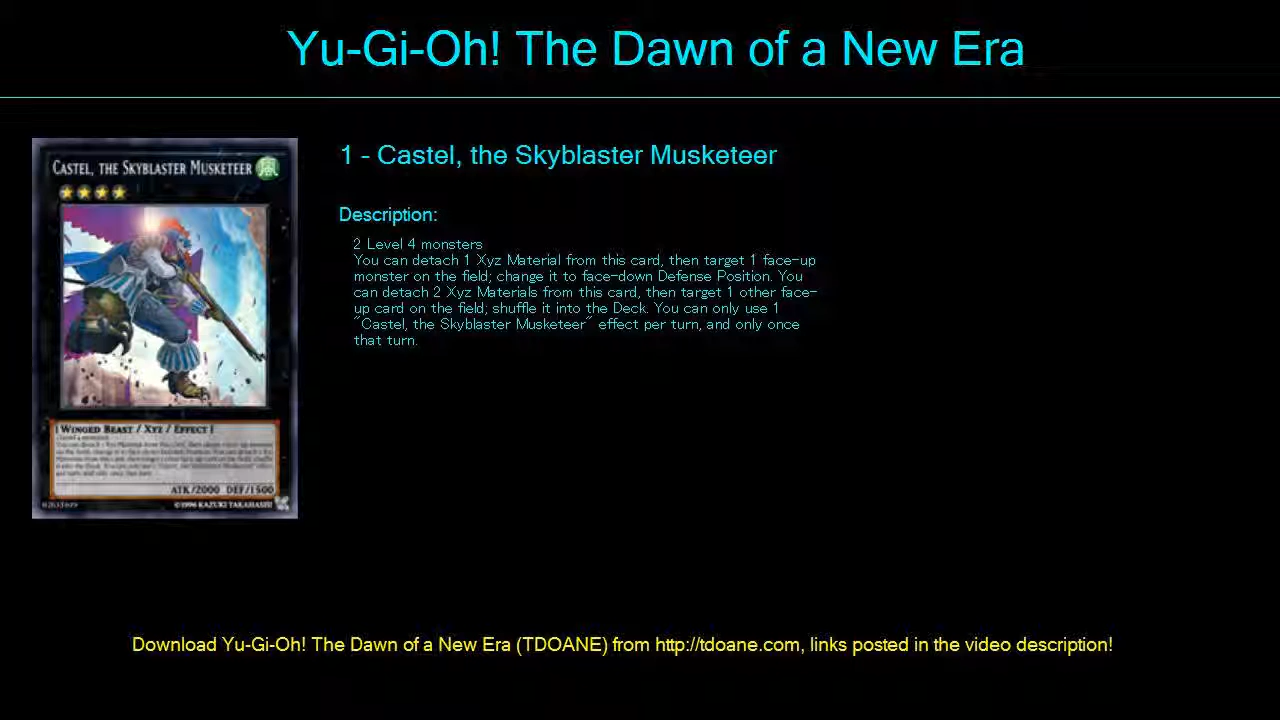 Yu-Gi-Oh! The Dawn of a New Era
CASTEL, THE SKYBLASTER MUSKETEER
1 - Castel, the Skyblaster Musketeer
Description:
2 Level 4 monsters
You can detach 1 Xyz Material from this card, then target 1 face-up
monster on the field; change it to face-down Defense Position. You
can detach 2 Xyz Materials from this card, then target 1 other face-
up card on the field; shuffle it into the Deck. You can only use 1
"Castel, the Skyblaster Musketeer" effect per turn, and only once
that turn.
[WINGED BEAST / XYZ / EFFECT]
ATK/2000 DEF/1500
©1996 KAZUKI TAKAHASHI
Download Yu-Gi-Oh! The Dawn of a New Era (TDOANE) from http://tdoane.com, links posted in the video description!